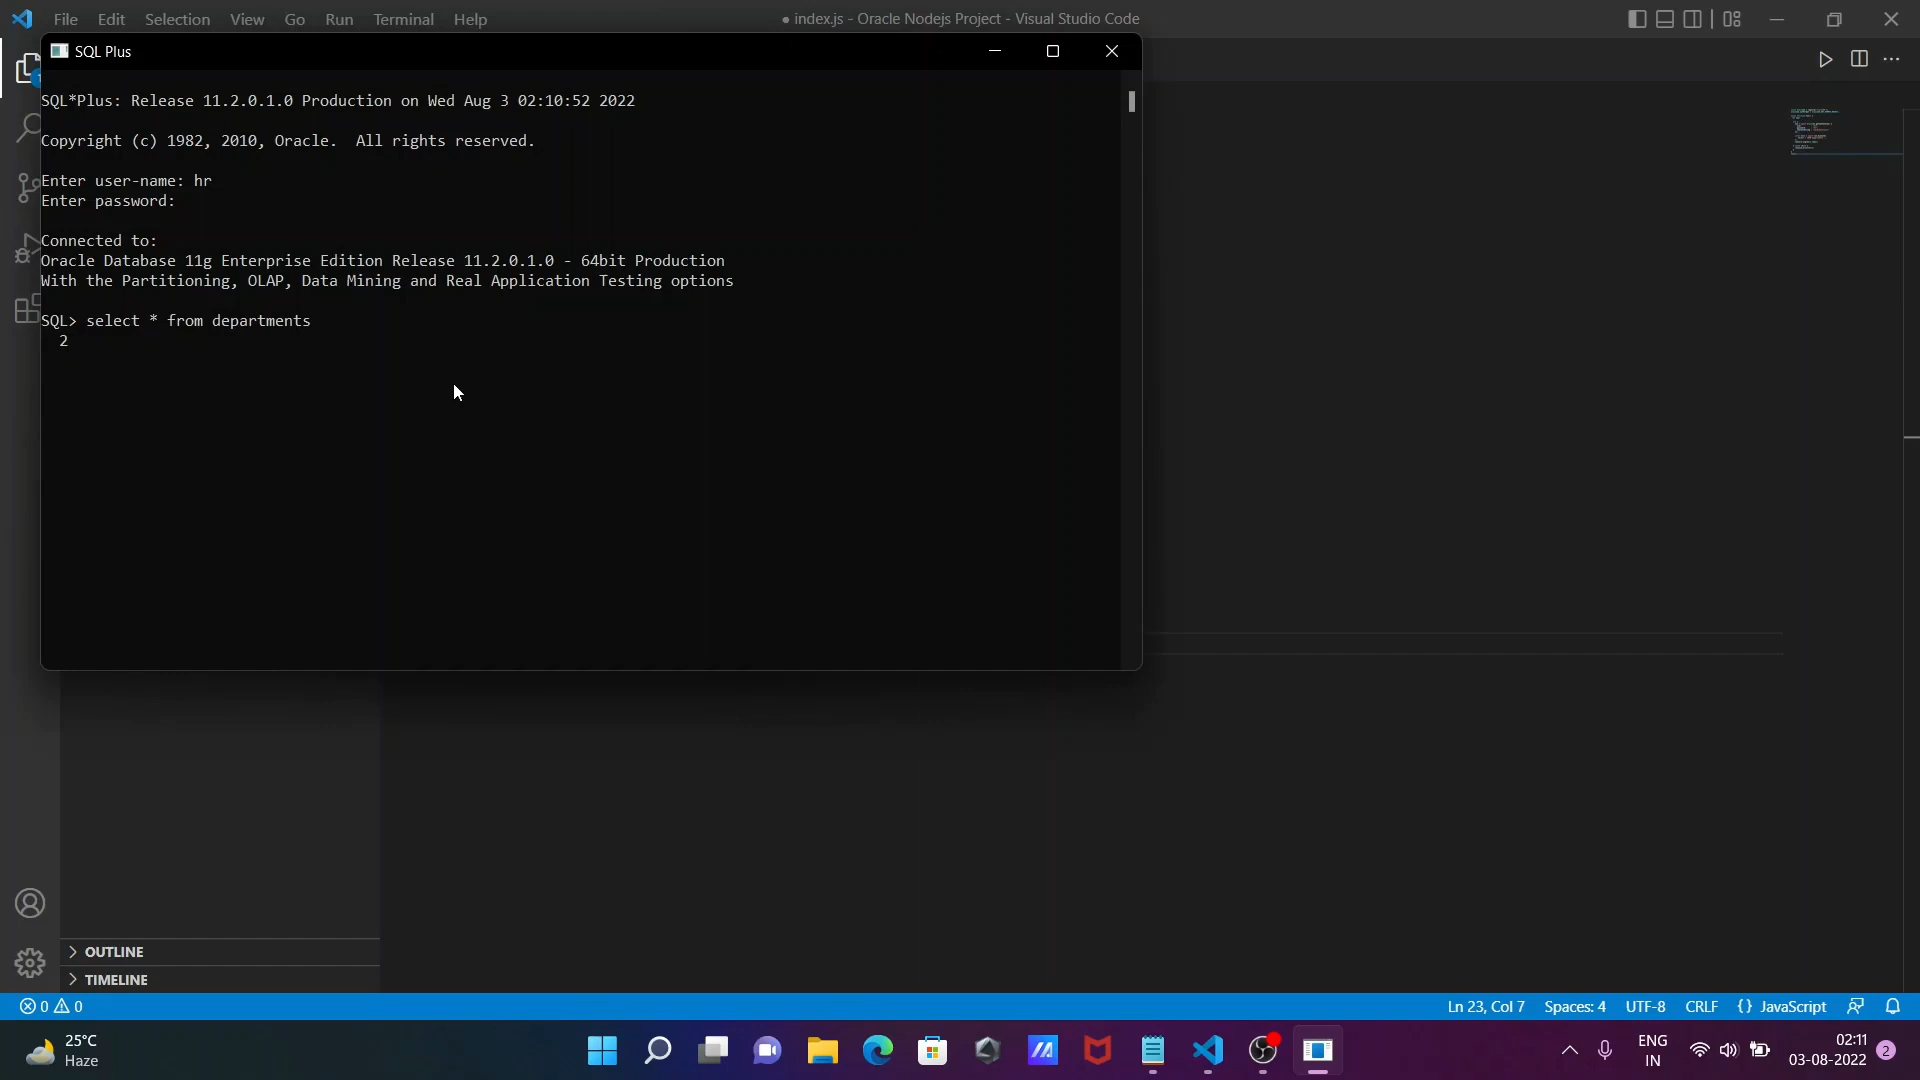 File Edit Selection View Go Run Terminal Help
● index.js - Oracle Nodejs Project - Visual Studio Code
SQL Plus
SQL*Plus: Release 11.2.0.1.0 Production on Wed Aug 3 02:10:52 2022
Copyright (c) 1982, 2010, Oracle.  All rights reserved.
Enter user-name: hr
Enter password:
Connected to:
Oracle Database 11g Enterprise Edition Release 11.2.0.1.0 - 64bit Production
With the Partitioning, OLAP, Data Mining and Real Application Testing options
SQL> select * from departments
2
OUTLINE
TIMELINE
0 0
Ln 23, Col 7 Spaces: 4 UTF-8 CRLF {} JavaScript
25°C
Haze
ENG
IN
02:11
03-08-2022
2